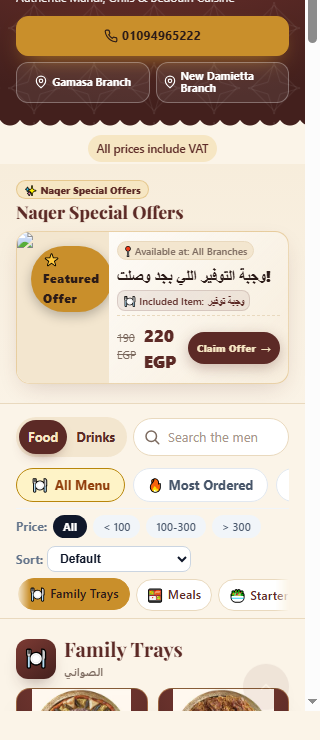 Authentic Mandi, Grills & Bedouin Cuisine
01094965222
Gamasa Branch
New Damietta
Branch
All prices include VAT
Naqer Special Offers
Naqer Special Offers
Featured
Offer
Available at: All Branches
وجبة التوفير اللي بجد وصلت!
Included Item: وجبة توفير
190
EGP
220
EGP
Claim Offer →
Food
Drinks
Search the men
All Menu
Most Ordered
Price:
All
< 100
100-300
> 300
Sort:
Default
Family Trays
Meals
Starter
Family Trays
الصواني